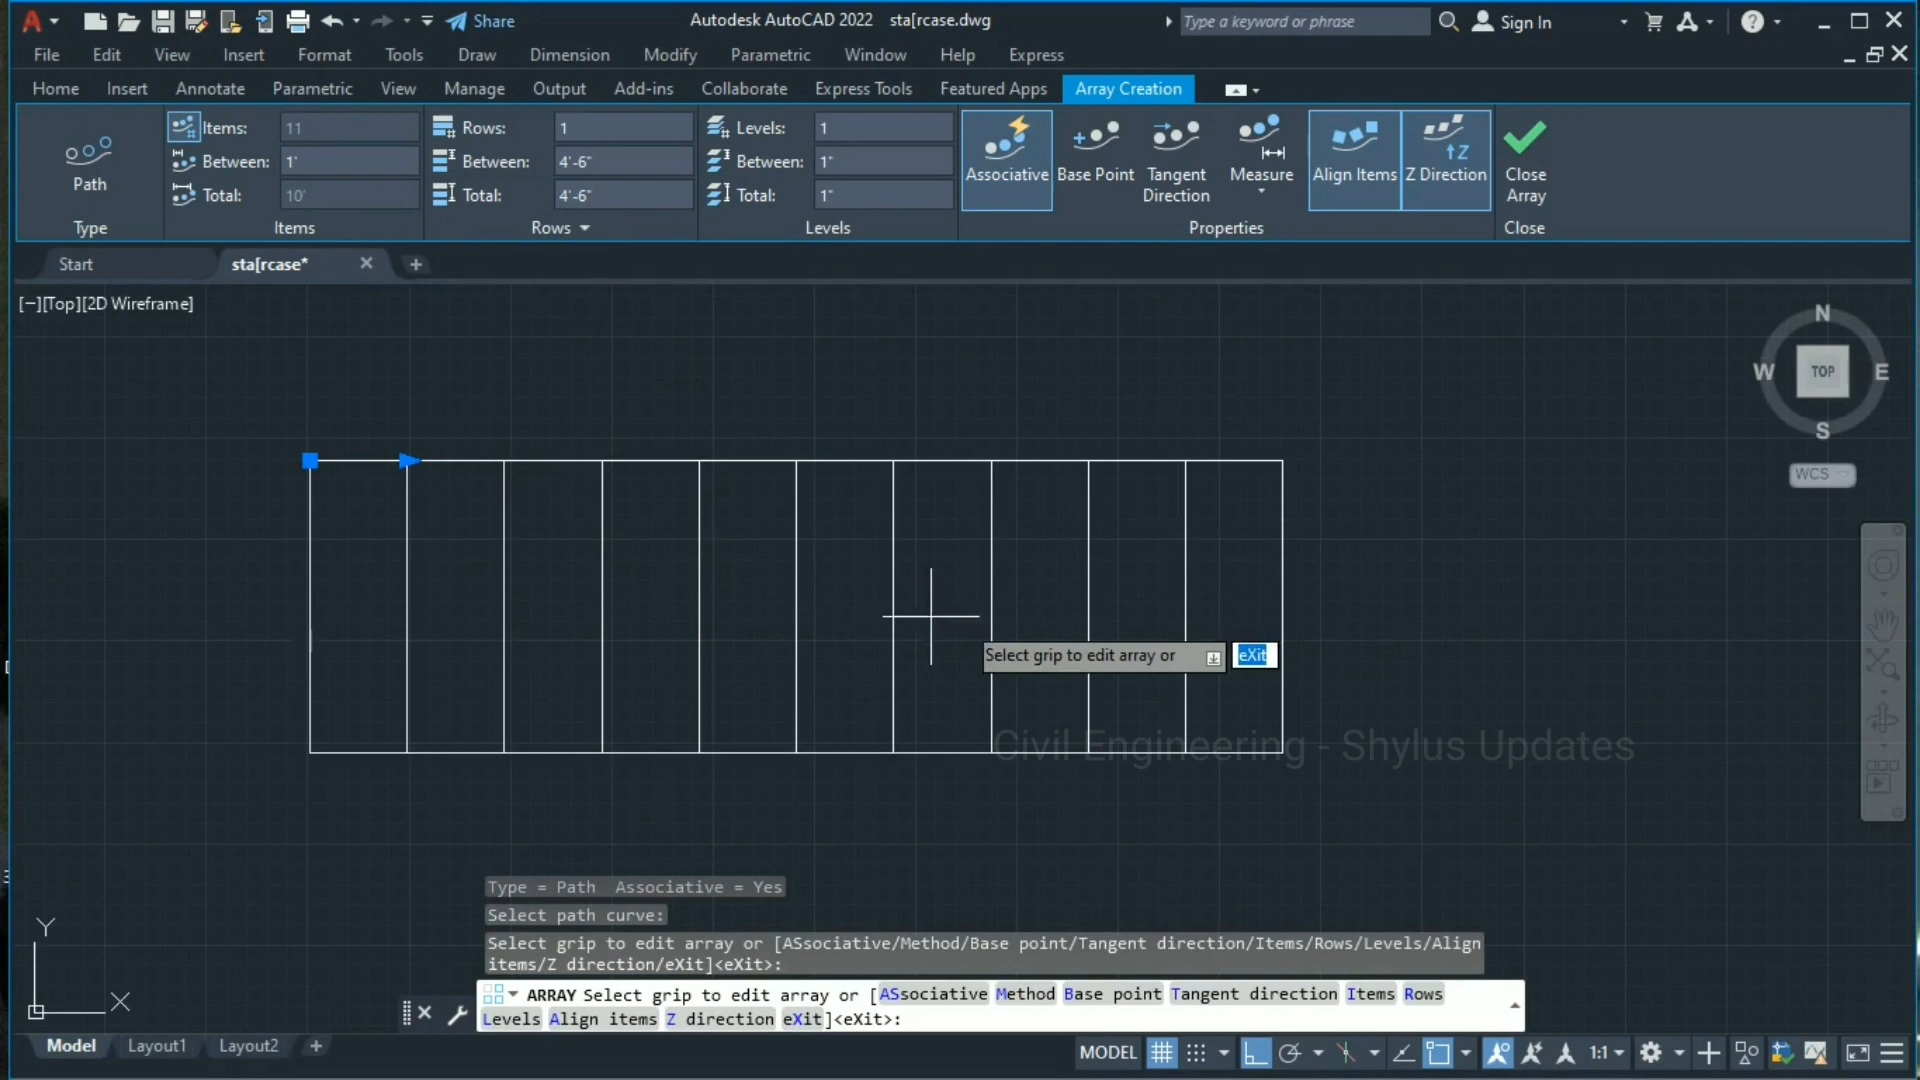 Share
Autodesk AutoCAD 2022 sta[rcase.dwg
Type a keyword or phrase
Sign In
File Edit View Insert Format Tools Draw Dimension Modify Parametric Window Help Express
Home Insert Annotate Parametric View Manage Output Add-ins Collaborate Express Tools Featured Apps Array Creation
Path
Type
Items: 11
Between: 1'
Total: 10'
Items
Rows: 1
Between: 4'-6"
Total: 4'-6"
Rows
Levels: 1
Between: 1"
Total: 1"
Levels
Associative
Base Point
Tangent
Direction
Measure
Align Items
Z Direction
Properties
Close
Array
Close
Start
sta[rcase*
[−][Top][2D Wireframe]
N
W TOP E
S
WCS
Select grip to edit array or eXit
Civil Engineering - Shylus Updates
Type = Path Associative = Yes
Select path curve:
Select grip to edit array or [ASsociative/Method/Base point/Tangent direction/Items/Rows/Levels/Align
items/Z direction/eXit]<eXit>:
ARRAY Select grip to edit array or [ASsociative Method Base point Tangent direction Items Rows
Levels Align items Z direction eXit]<eXit>:
Y
X
Model Layout1 Layout2
MODEL
1:1